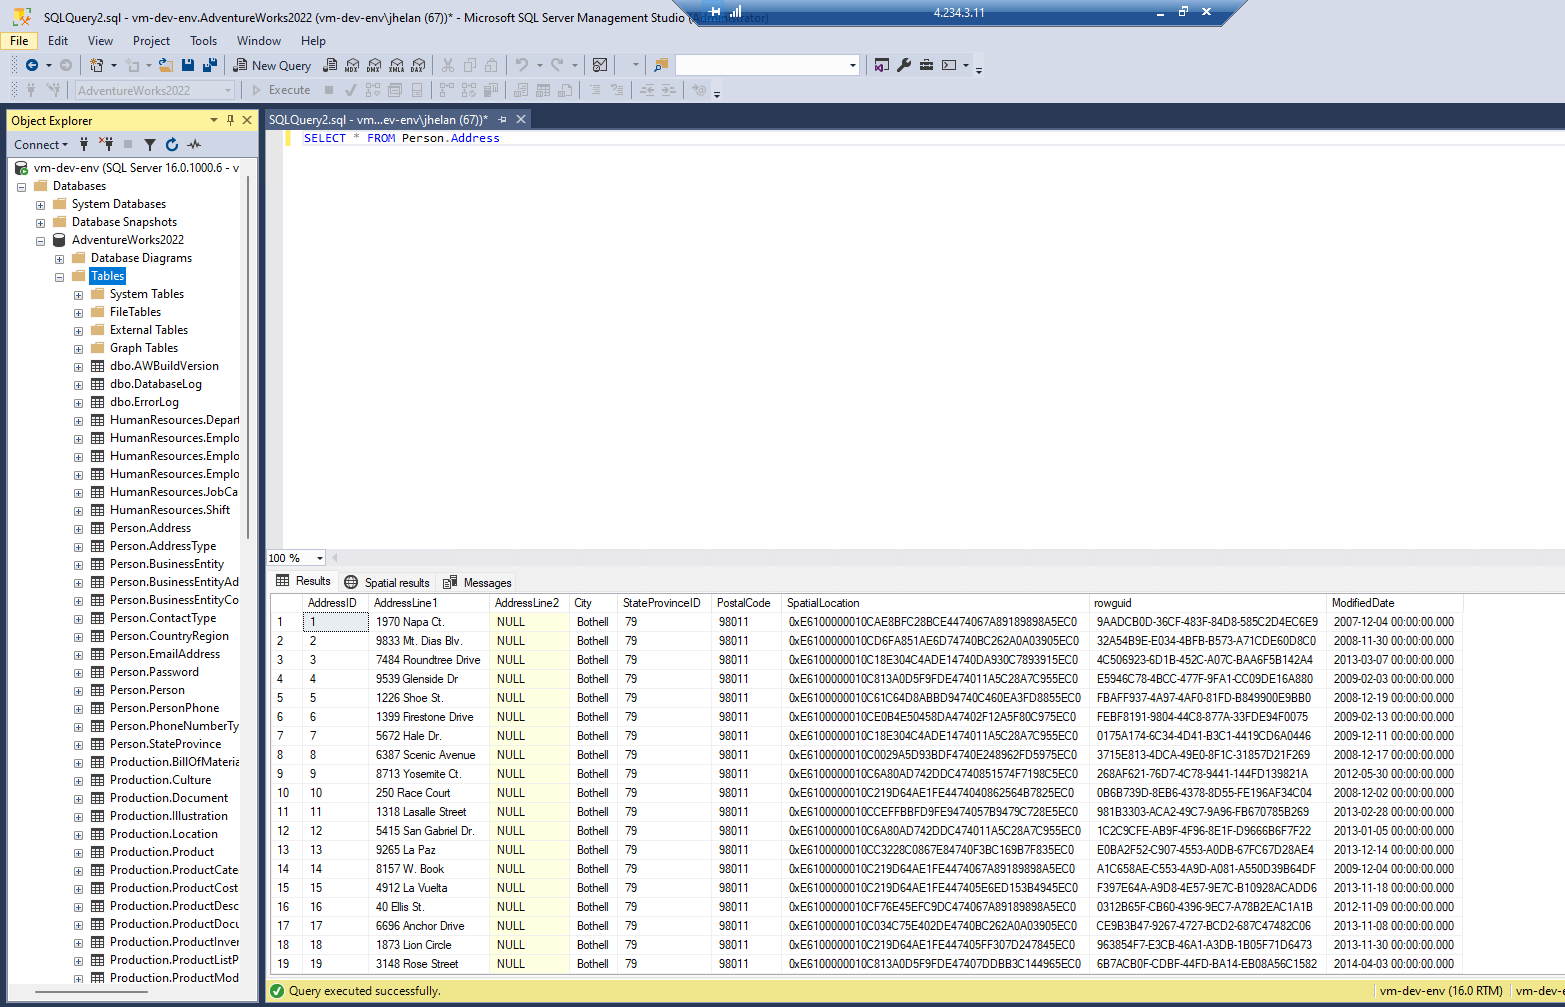 SQLQuery2.sql - vm-dev-env.AdventureWorks2022 (vm-dev-env\jhelan (67))* - Microsoft SQL Server Management Studio (Administrator)
4.234.3.11
File Edit View Project Tools Window Help
New Query MDX DMX XMLA DAX
AdventureWorks2022 Execute
Object Explorer
Connect
vm-dev-env (SQL Server 16.0.1000.6 - v
Databases
System Databases
Database Snapshots
AdventureWorks2022
Database Diagrams
Tables
System Tables
FileTables
External Tables
Graph Tables
dbo.AWBuildVersion
dbo.DatabaseLog
dbo.ErrorLog
HumanResources.Depart
HumanResources.Emplo
HumanResources.Emplo
HumanResources.Emplo
HumanResources.JobCa
HumanResources.Shift
Person.Address
Person.AddressType
Person.BusinessEntity
Person.BusinessEntityAd
Person.BusinessEntityCo
Person.ContactType
Person.CountryRegion
Person.EmailAddress
Person.Password
Person.Person
Person.PersonPhone
Person.PhoneNumberTy
Person.StateProvince
Production.BillOfMateria
Production.Culture
Production.Document
Production.Illustration
Production.Location
Production.Product
Production.ProductCate
Production.ProductCost
Production.ProductDesc
Production.ProductDocu
Production.ProductInver
Production.ProductListP
Production.ProductMod
SQLQuery2.sql - vm...ev-env\jhelan (67))*
SELECT * FROM Person.Address
100 %
Results Spatial results Messages
AddressID AddressLine1 AddressLine2 City StateProvinceID PostalCode SpatialLocation rowguid ModifiedDate
1 1 1970 Napa Ct. NULL Bothell 79 98011 0xE6100000010CAE8BFC28BCE4474067A89189898A5EC0 9AADCB0D-36CF-483F-84D8-585C2D4EC6E9 2007-12-04 00:00:00.000
2 2 9833 Mt. Dias Blv. NULL Bothell 79 98011 0xE6100000010CD6FA851AE6D74740BC262A0A03905EC0 32A54B9E-E034-4BFB-B573-A71CDE60D8C0 2008-11-30 00:00:00.000
3 3 7484 Roundtree Drive NULL Bothell 79 98011 0xE6100000010C18E304C4ADE14740DA930C7893915EC0 4C506923-6D1B-452C-A07C-BAA6F5B142A4 2013-03-07 00:00:00.000
4 4 9539 Glenside Dr NULL Bothell 79 98011 0xE6100000010C813A0D5F9FDE474011A5C28A7C955EC0 E5946C78-4BCC-477F-9FA1-CC09DE16A880 2009-02-03 00:00:00.000
5 5 1226 Shoe St. NULL Bothell 79 98011 0xE6100000010C61C64D8ABBD94740C460EA3FD8855EC0 FBAFF937-4A97-4AF0-81FD-B849900E9BB0 2008-12-19 00:00:00.000
6 6 1399 Firestone Drive NULL Bothell 79 98011 0xE6100000010CE0B4E50458DA47402F12A5F80C975EC0 FEBF8191-9804-44C8-877A-33FDE94F0075 2009-02-13 00:00:00.000
7 7 5672 Hale Dr. NULL Bothell 79 98011 0xE6100000010C18E304C4ADE1474011A5C28A7C955EC0 0175A174-6C34-4D41-B3C1-4419CD6A0446 2009-12-11 00:00:00.000
8 8 6387 Scenic Avenue NULL Bothell 79 98011 0xE6100000010C0029A5D93BDF4740E248962FD5975EC0 3715E813-4DCA-49E0-8F1C-31857D21F269 2008-12-17 00:00:00.000
9 9 8713 Yosemite Ct. NULL Bothell 79 98011 0xE6100000010C6A80AD742DDC4740851574F7198C5EC0 268AF621-76D7-4C78-9441-144FD139821A 2012-05-30 00:00:00.000
10 10 250 Race Court NULL Bothell 79 98011 0xE6100000010C219D64AE1FE4474040862564B7825EC0 0B6B739D-8EB6-4378-8D55-FE196AF34C04 2008-12-02 00:00:00.000
11 11 1318 Lasalle Street NULL Bothell 79 98011 0xE6100000010CCEFFBBFD9FE9474057B9479C728E5EC0 981B3303-ACA2-49C7-9A96-FB670785B269 2013-02-28 00:00:00.000
12 12 5415 San Gabriel Dr. NULL Bothell 79 98011 0xE6100000010C6A80AD742DDC474011A5C28A7C955EC0 1C2C9CFE-AB9F-4F96-8E1F-D9666B6F7F22 2013-01-05 00:00:00.000
13 13 9265 La Paz NULL Bothell 79 98011 0xE6100000010CC3228C0867E84740F3BC169B7F835EC0 E0BA2F52-C907-4553-A0DB-67FC67D28AE4 2013-12-14 00:00:00.000
14 14 8157 W. Book NULL Bothell 79 98011 0xE6100000010C219D64AE1FE4474067A89189898A5EC0 A1C658AE-C553-4A9D-A081-A550D39B64DF 2009-12-04 00:00:00.000
15 15 4912 La Vuelta NULL Bothell 79 98011 0xE6100000010C219D64AE1FE447405E6ED153B4945EC0 F397E64A-A9D8-4E57-9E7C-B10928ACADD6 2013-11-18 00:00:00.000
16 16 40 Ellis St. NULL Bothell 79 98011 0xE6100000010CF76E45EFC9DC474067A89189898A5EC0 0312B65F-CB60-4396-9EC7-A78B2EAC1A1B 2012-11-09 00:00:00.000
17 17 6696 Anchor Drive NULL Bothell 79 98011 0xE6100000010C034C75E402DE4740BC262A0A03905EC0 CE9B3B47-9267-4727-BCD2-687C47482C06 2013-11-08 00:00:00.000
18 18 1873 Lion Circle NULL Bothell 79 98011 0xE6100000010C219D64AE1FE447405FF307D247845EC0 963854F7-E3CB-46A1-A3DB-1B05F71D6473 2013-11-30 00:00:00.000
19 19 3148 Rose Street NULL Bothell 79 98011 0xE6100000010C813A0D5F9FDE47407DDBB3C144965EC0 6B7ACB0F-CDBF-44FD-BA14-EB08A56C1582 2014-04-03 00:00:00.000
Query executed successfully. vm-dev-env (16.0 RTM) vm-dev-e